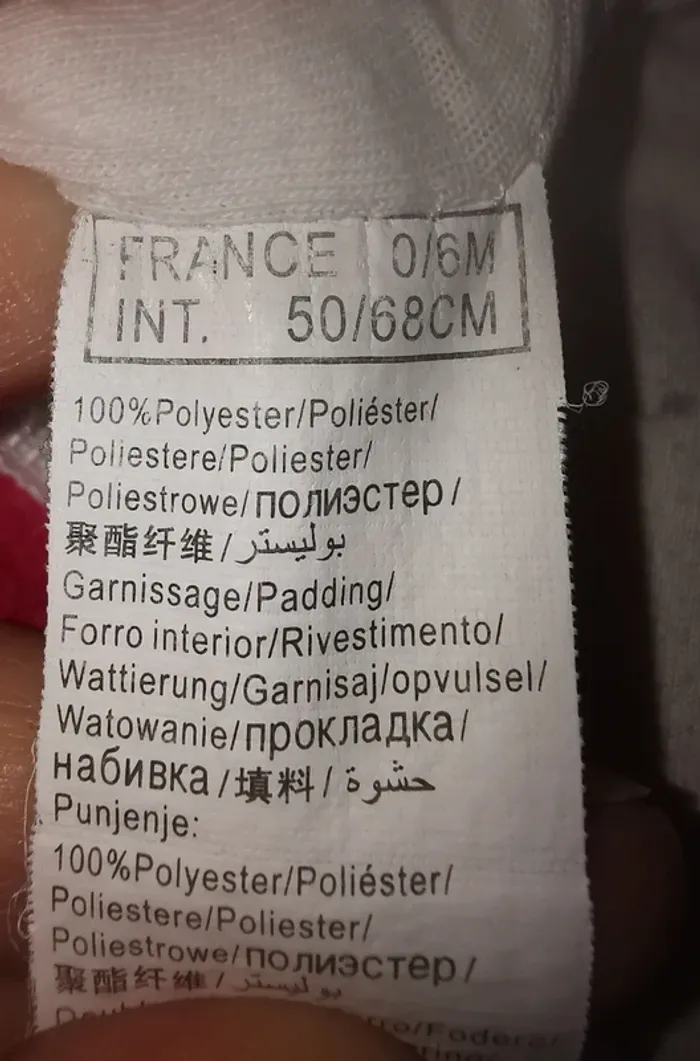 FRANCE 0/6M
INT. 50/68CM
100%Polyester/Poliéster/
Poliestere/Poliester/
Poliestrowe/полиэстер/
聚酯纤维/بوليستر
Garnissage/Padding/
Forro interior/Rivestimento/
Wattierung/Garnisaj/opvulsel/
Watowanie/прокладка/
набивка/填料/حشوة
Punjenje:
100%Polyester/Poliéster/
Poliestere/Poliester/
Poliestrowe/полиэстер/
聚酯纤维/بوليستر
/Fodera/